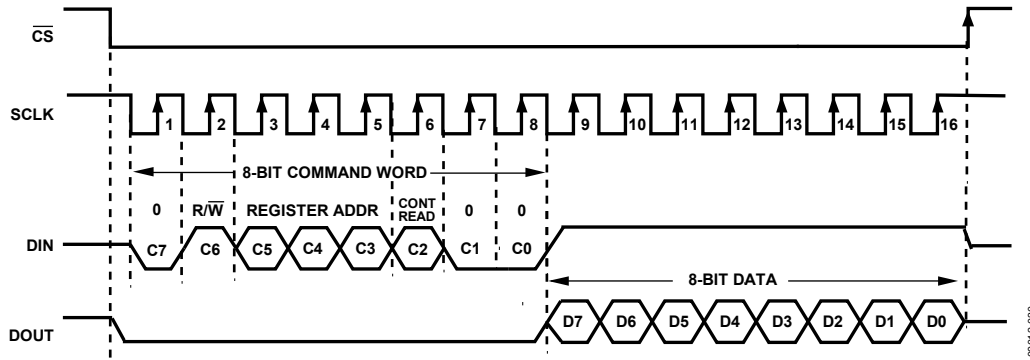 CS
SCLK
1 2 3 4 5 6 7 8 9 10 11 12 13 14 15 16
8-BIT COMMAND WORD
0 R/W REGISTER ADDR CONT READ 0 0
DIN
C7 C6 C5 C4 C3 C2 C1 C0
8-BIT DATA
DOUT
D7 D6 D5 D4 D3 D2 D1 D0